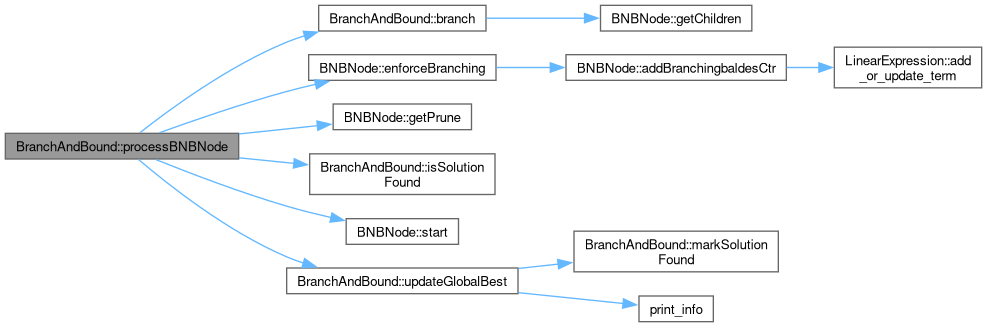 BranchAndBound::processBNBNode
BranchAndBound::branch
BNBNode::getChildren
BNBNode::enforceBranching
BNBNode::addBranchingbaldesCtr
LinearExpression::add
_or_update_term
BNBNode::getPrune
BranchAndBound::isSolution
Found
BNBNode::start
BranchAndBound::updateGlobalBest
BranchAndBound::markSolution
Found
print_info